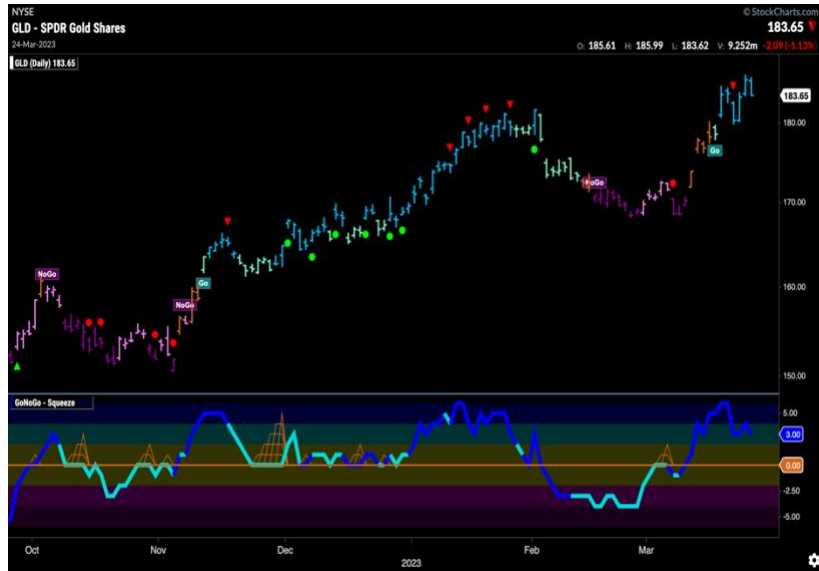 NYSE
© StockCharts.com
GLD - SPDR Gold Shares
183.65
24-Mar-2023
O: 185.61 H: 185.99 L: 183.62 V: 9.252m -2.09 (-1.13%)
GLD (Daily) 183.65
183.65
180.00
Go
NoGo
170.00
NoGo
Go
NoGo
160.00
150.00
GoNoGo - Squeeze
5.00
3.00
0.00
-2.50
-5.00
Oct Nov Dec 2023 Feb Mar